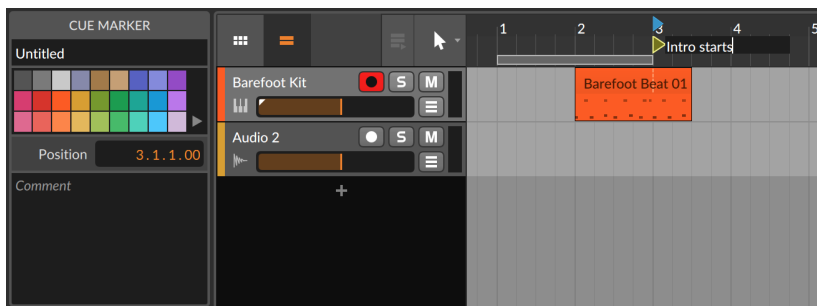 CUE MARKER
Untitled
Position 3.1.1.00
Comment
1 2 3 4 5
Intro starts
Barefoot Kit S M
Barefoot Beat 01
Audio 2 S M
+